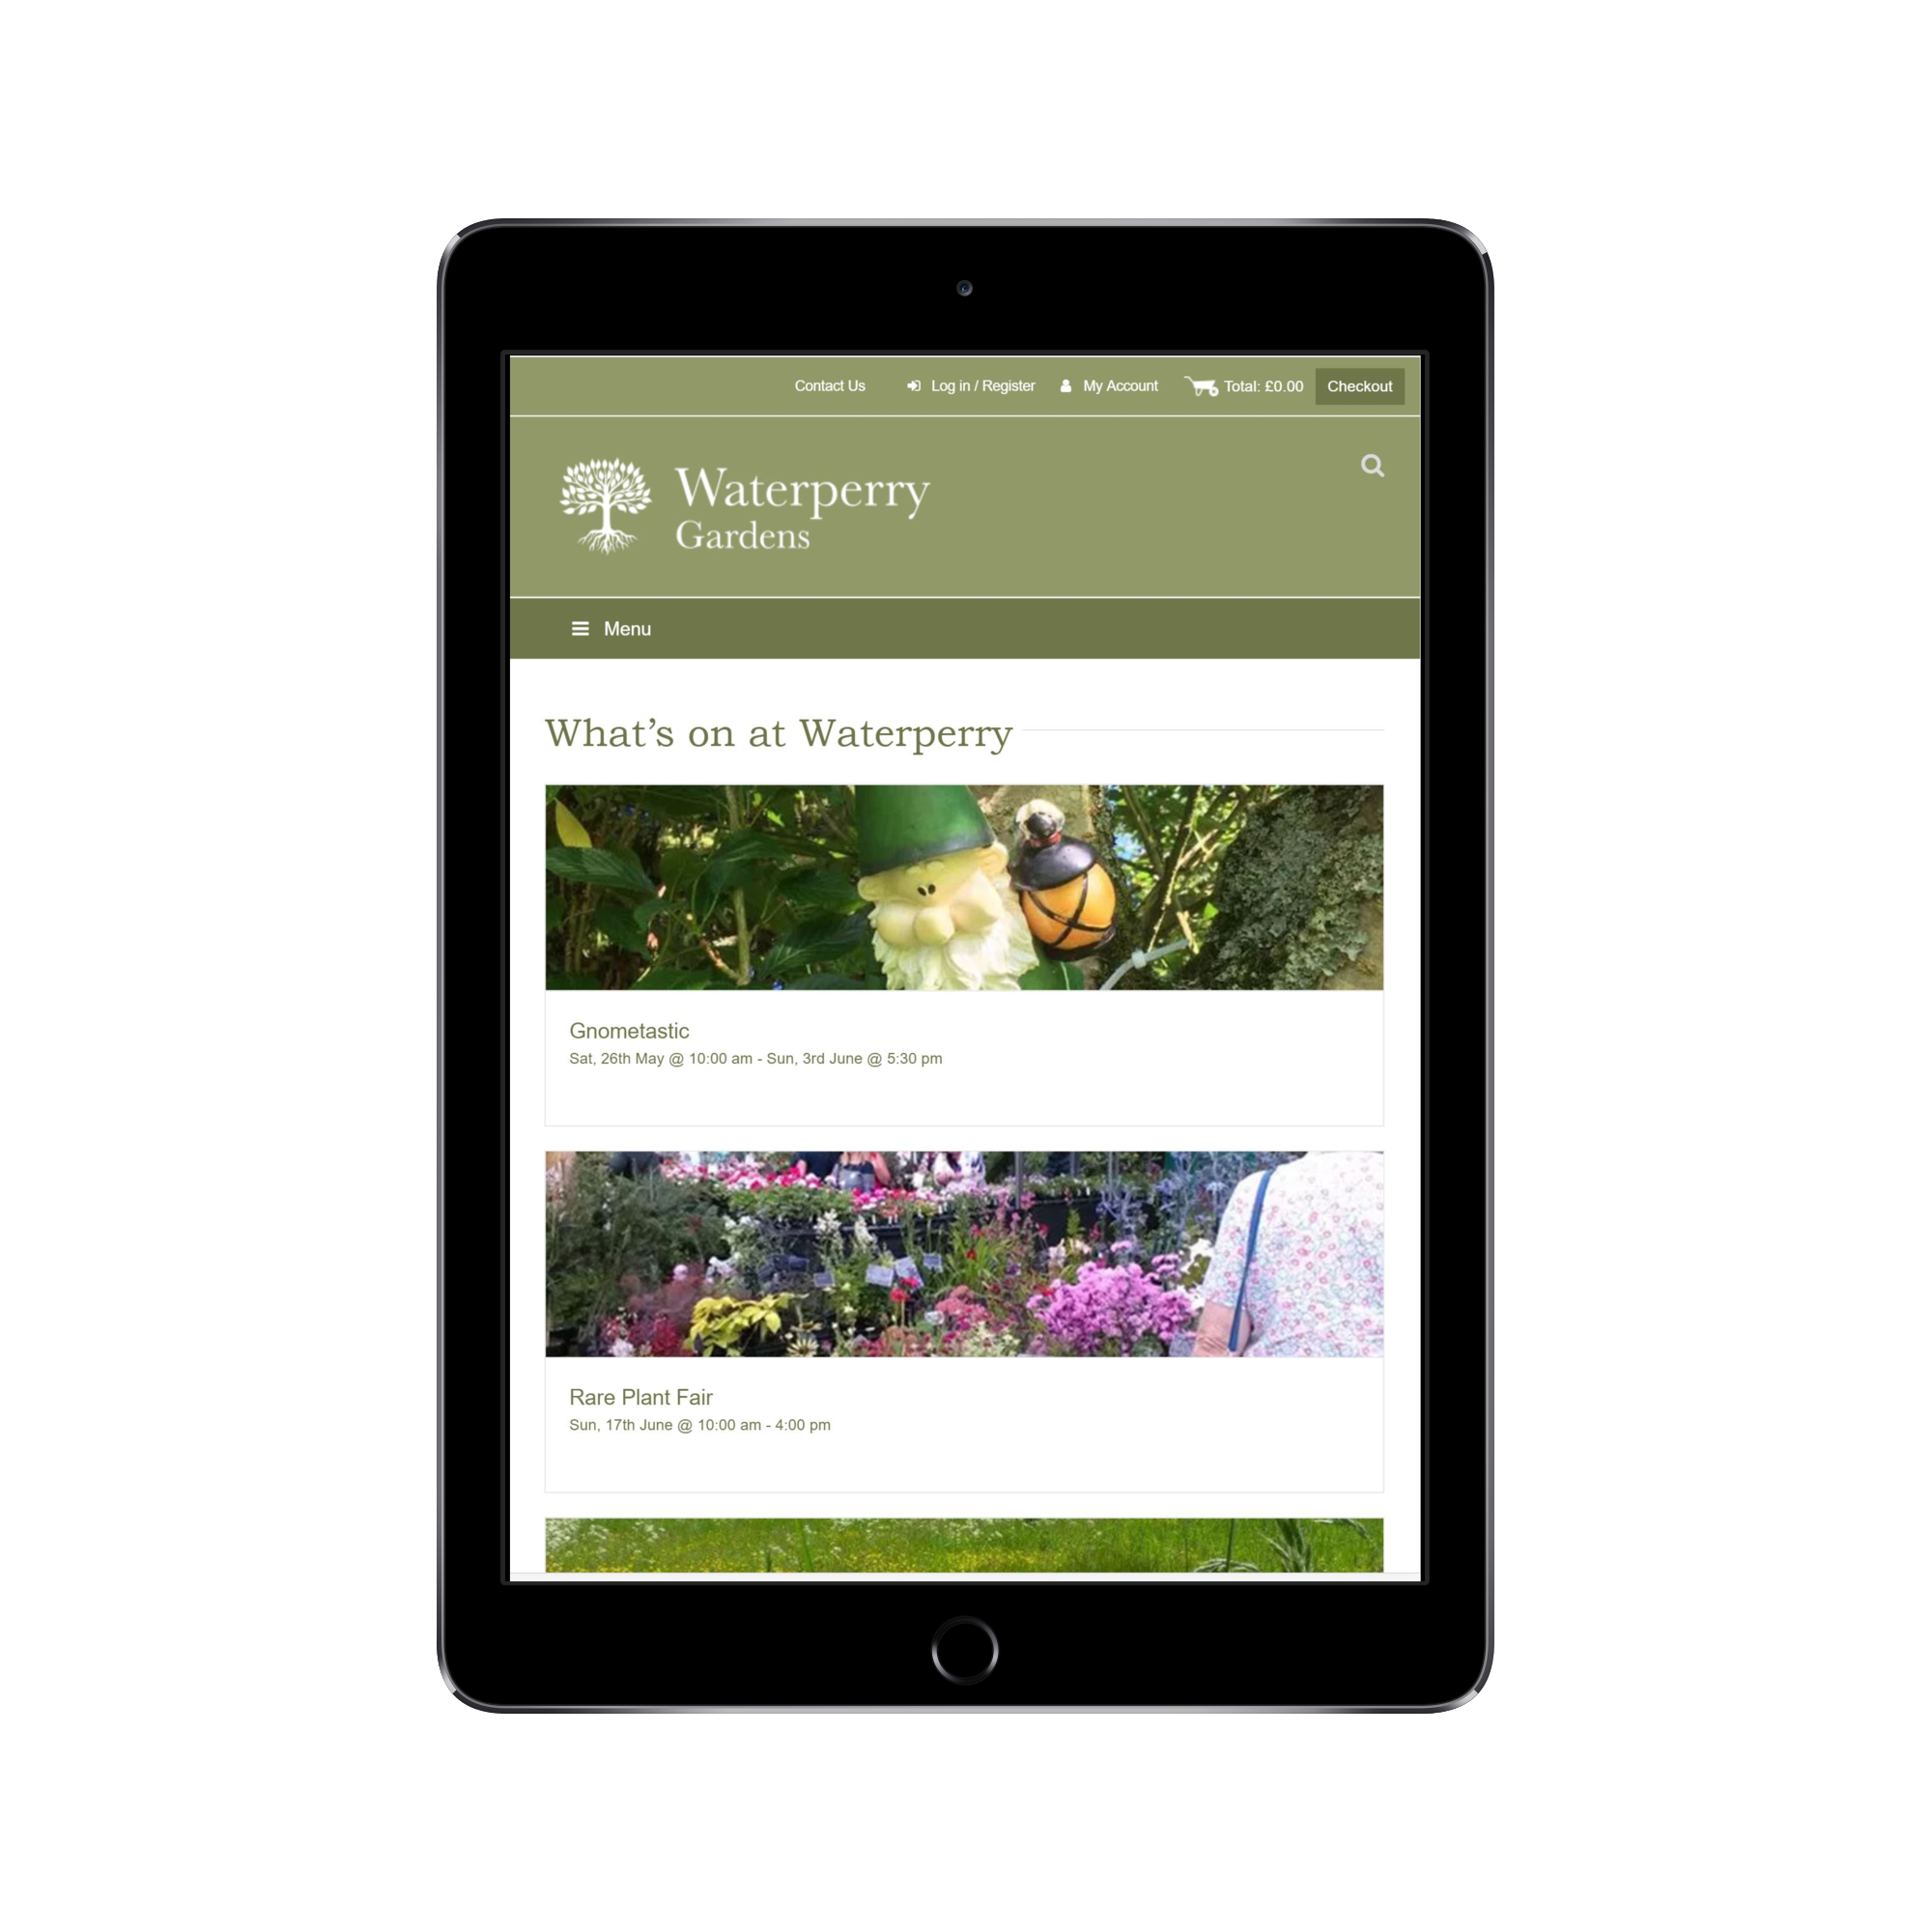 Contact Us Log in / Register My Account Total: £0.00 Checkout
Waterperry
Gardens
Menu
What's on at Waterperry
Gnometastic
Sat, 26th May @ 10:00 am - Sun, 3rd June @ 5:30 pm
Rare Plant Fair
Sun, 17th June @ 10:00 am - 4:00 pm